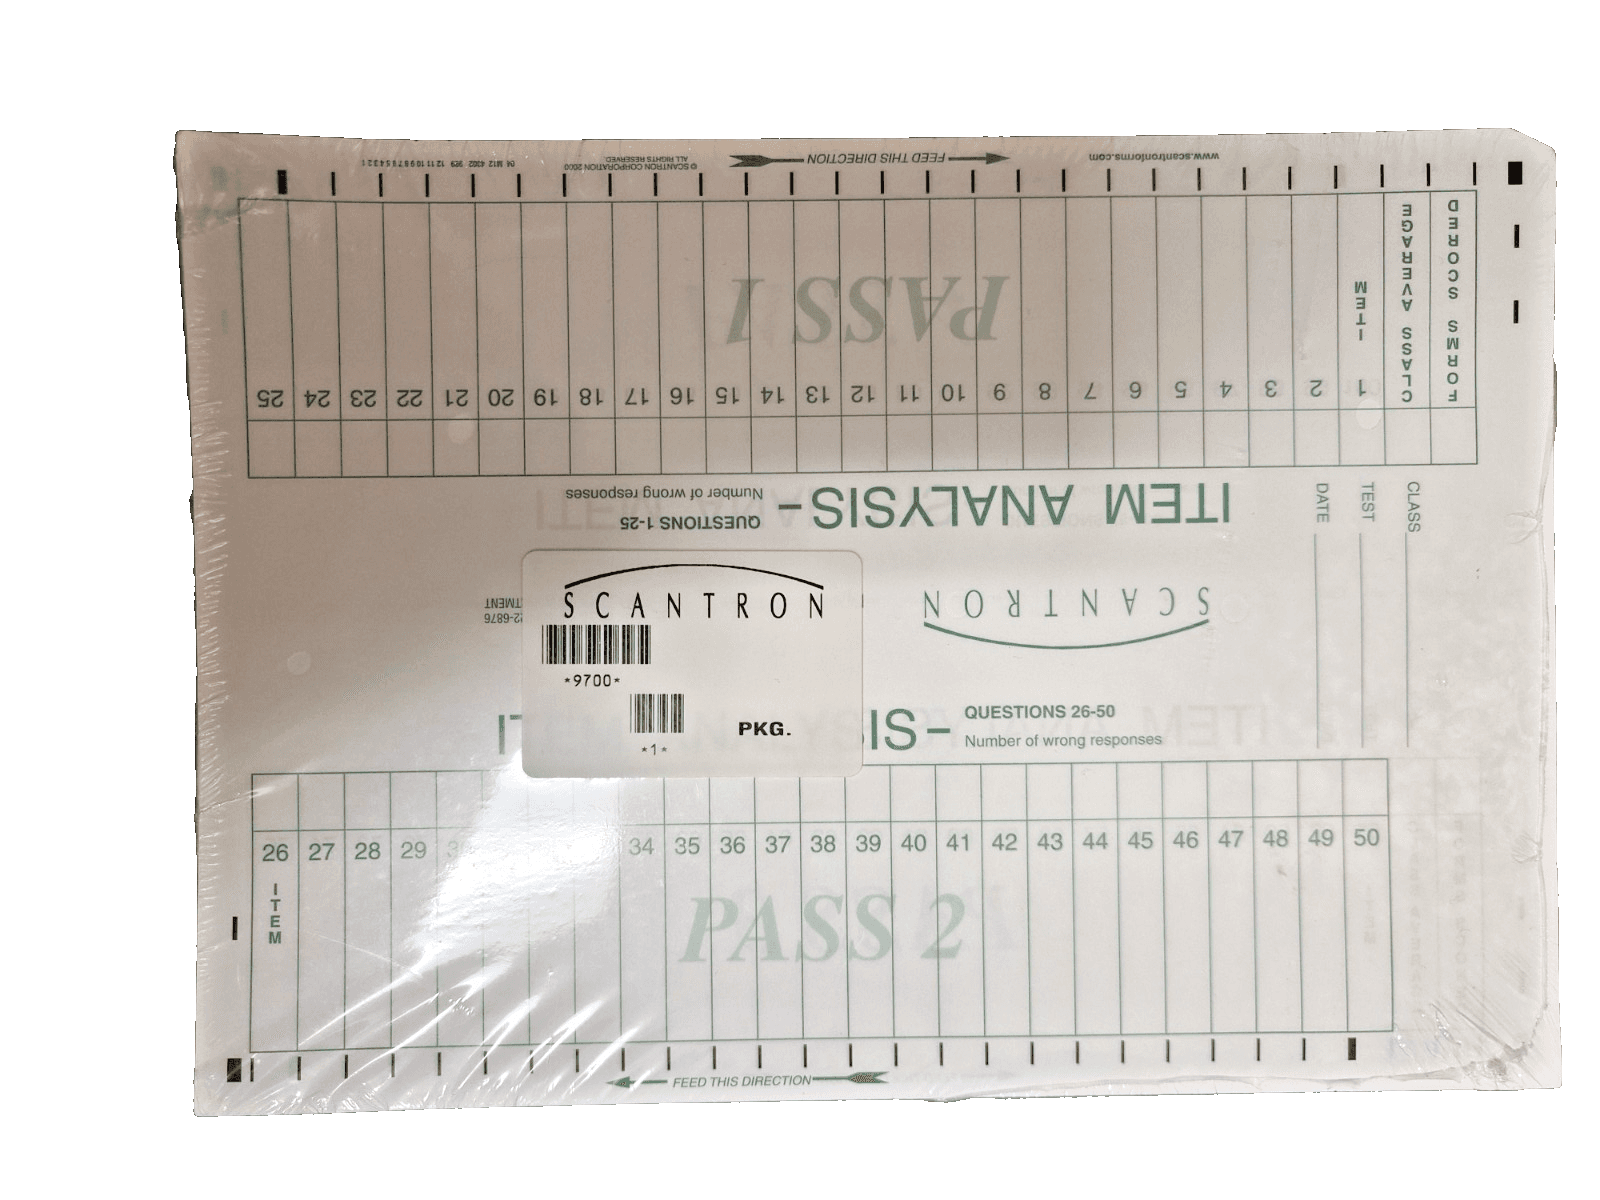 www.scantronforms.com
FEED THIS DIRECTION
© SCANTRON CORPORATION 2000
ALL RIGHTS RESERVED.
FORMS SCORED
CLASS AVERAGE
ITEM
1 2 3 4 5 6 7 8 9 10 11 12 13 14 15 16 17 18 19 20 21 22 23 24 25
PASS 1
ITEM ANALYSIS-
QUESTIONS 1-25
Number of wrong responses
CLASS
TEST
DATE
SCANTRON
SCANTRON
*9700*
*1*
PKG.
QUESTIONS 26-50
Number of wrong responses
26 27 28 29 34 35 36 37 38 39 40 41 42 43 44 45 46 47 48 49 50
ITEM
PASS 2
FEED THIS DIRECTION